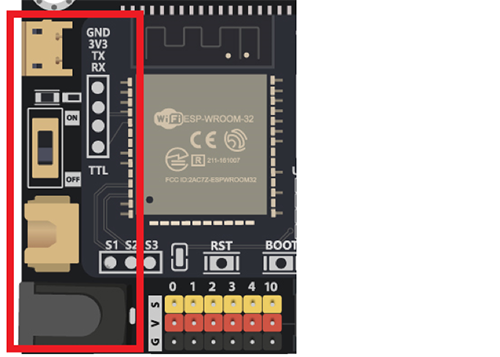 GND
3V3
TX
RX
ON
OFF
TTL
WiFi ESP-WROOM-32
CE
R 211-161007
FCC ID:2AC7Z-ESPWROOM32
S1 S2 S3
RST
BOOT
0 1 2 3 4 10
S
V
G